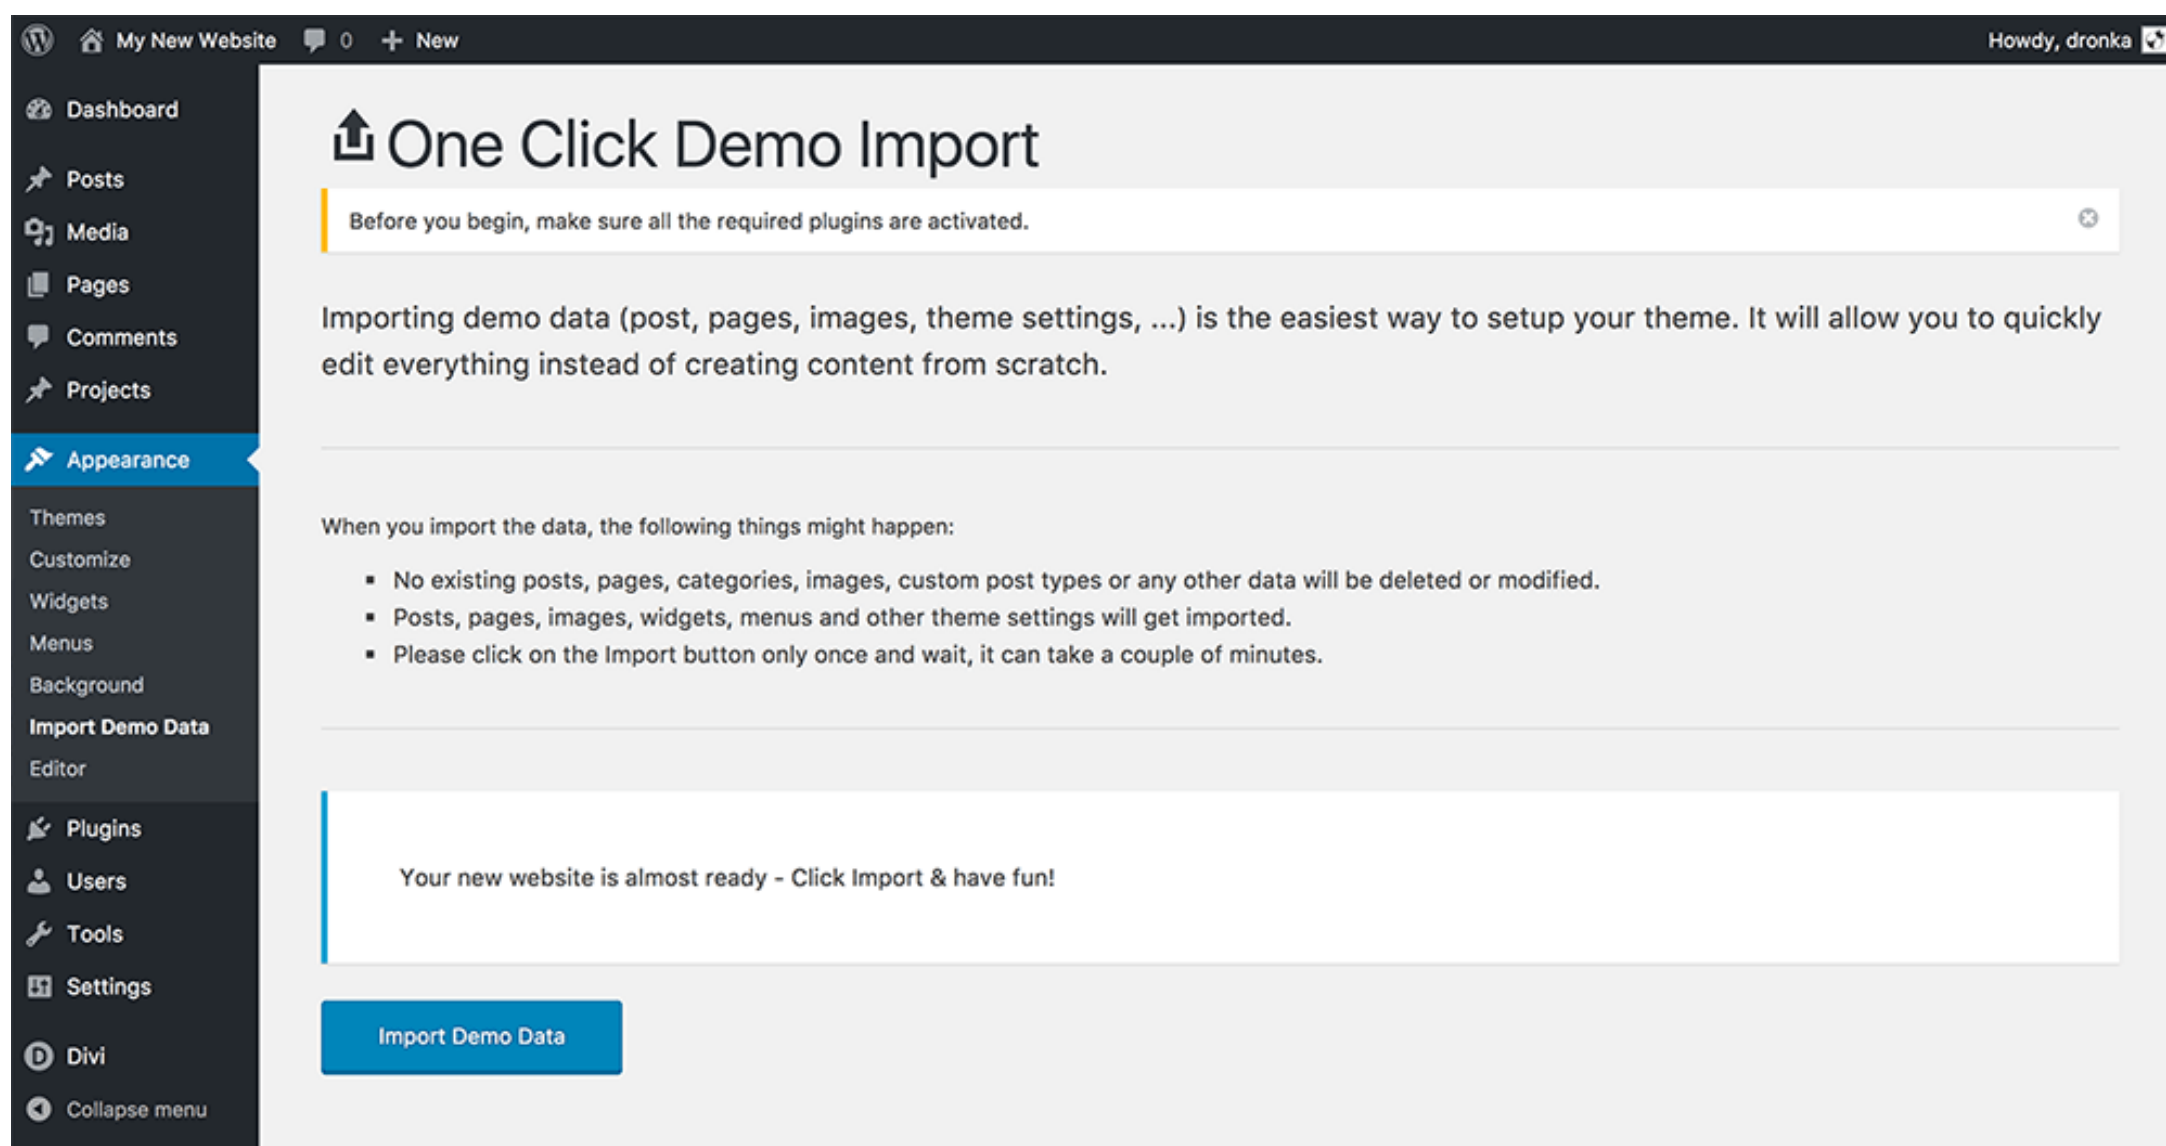 My New Website 0 New Howdy, dronka
Dashboard
Posts
Media
Pages
Comments
Projects
Appearance
Themes
Customize
Widgets
Menus
Background
Import Demo Data
Editor
Plugins
Users
Tools
Settings
Divi
Collapse menu
One Click Demo Import
Before you begin, make sure all the required plugins are activated.
Importing demo data (post, pages, images, theme settings, ...) is the easiest way to setup your theme. It will allow you to quickly
edit everything instead of creating content from scratch.
When you import the data, the following things might happen:
▪ No existing posts, pages, categories, images, custom post types or any other data will be deleted or modified.
▪ Posts, pages, images, widgets, menus and other theme settings will get imported.
▪ Please click on the Import button only once and wait, it can take a couple of minutes.
Your new website is almost ready - Click Import & have fun!
Import Demo Data